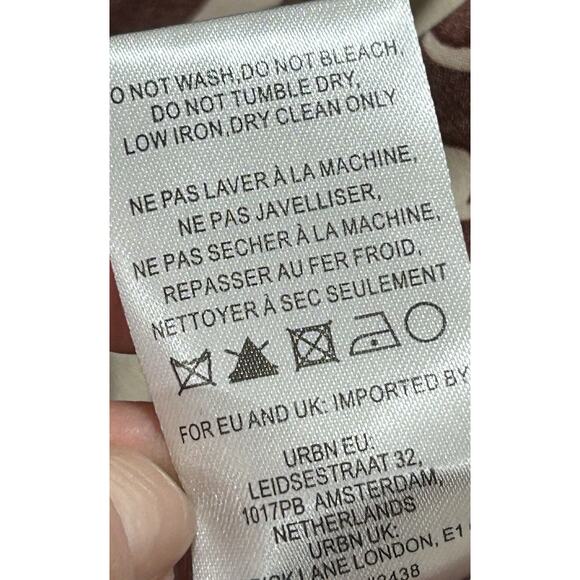 O NOT WASH,DO NOT BLEACH,
DO NOT TUMBLE DRY,
LOW IRON,DRY CLEAN ONLY
NE PAS LAVER À LA MACHINE,
NE PAS JAVELLISER,
NE PAS SECHER À LA MACHINE,
REPASSER AU FER FROID,
NETTOYER À SEC SEULEMENT
FOR EU AND UK: IMPORTED BY
URBN EU:
LEIDSESTRAAT 32,
1017PB AMSTERDAM,
NETHERLANDS
URBN UK:
LANE LONDON, E1
2438